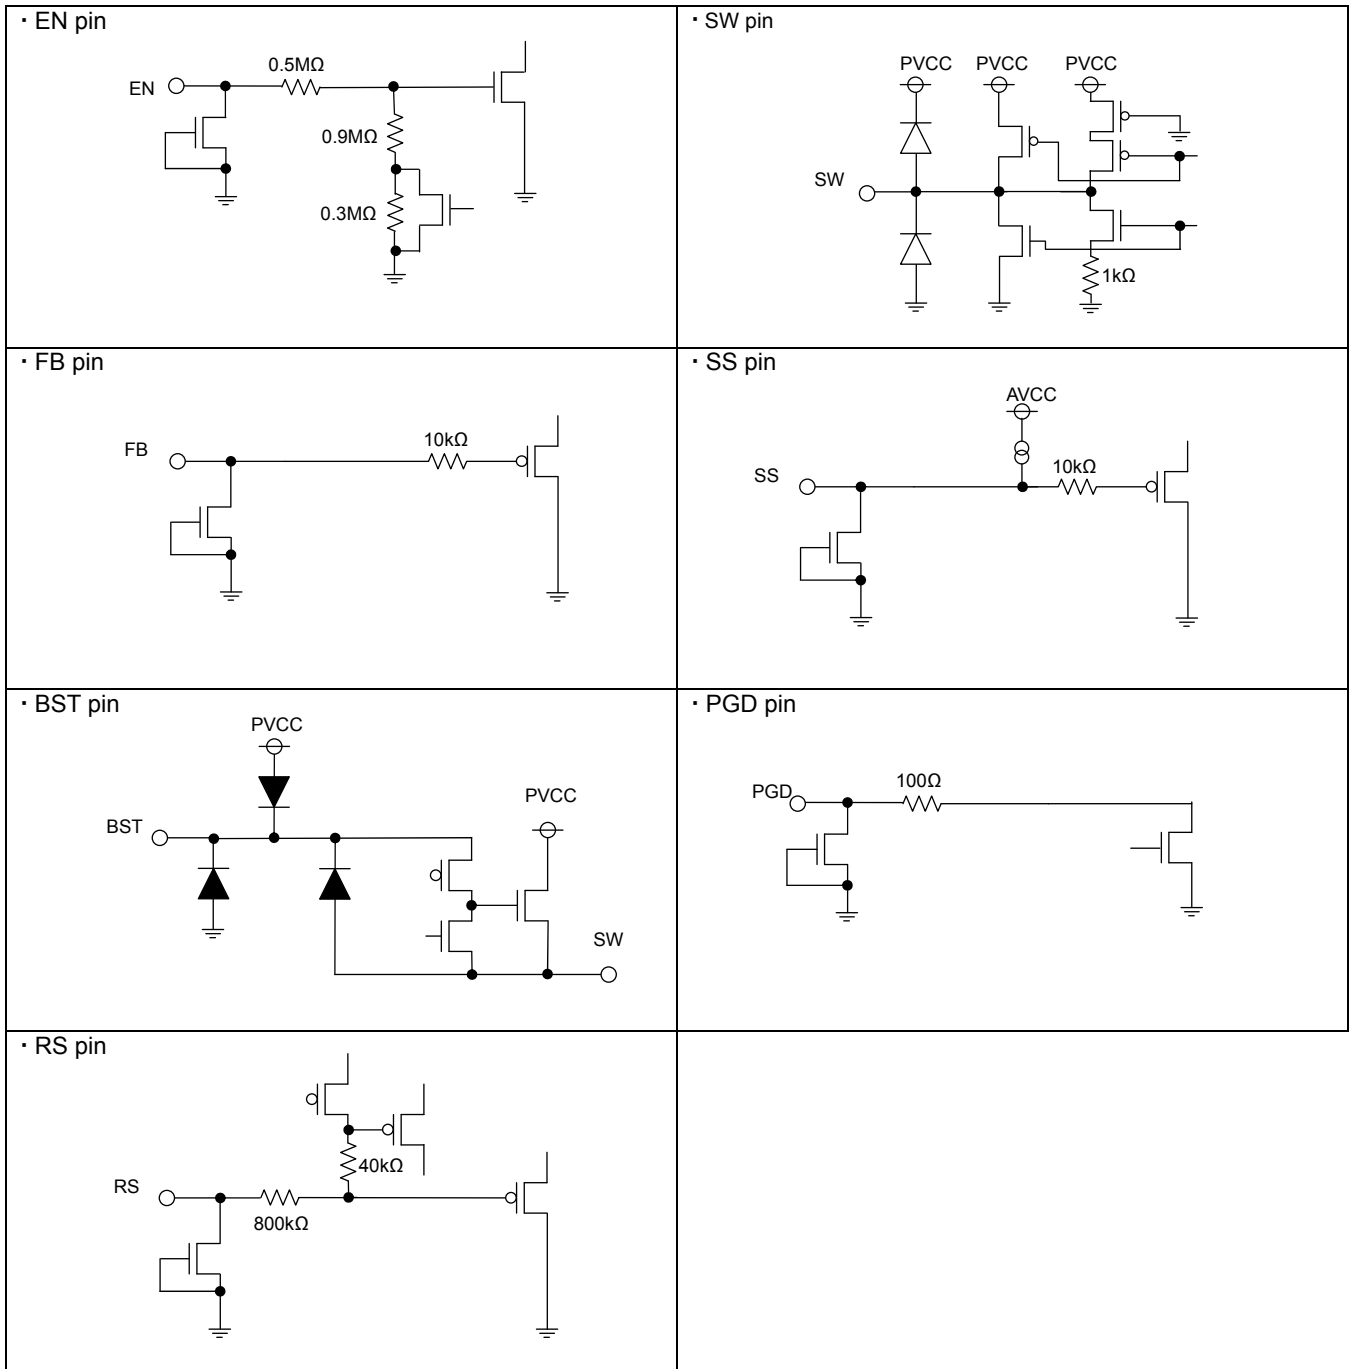 · EN pin
EN
0.5MΩ
0.9MΩ
0.3MΩ
· SW pin
PVCC PVCC PVCC
SW
1kΩ
· FB pin
FB
10kΩ
· SS pin
AVCC
SS
10kΩ
· BST pin
PVCC
PVCC
BST
SW
· PGD pin
PGD
100Ω
· RS pin
40kΩ
RS
800kΩ